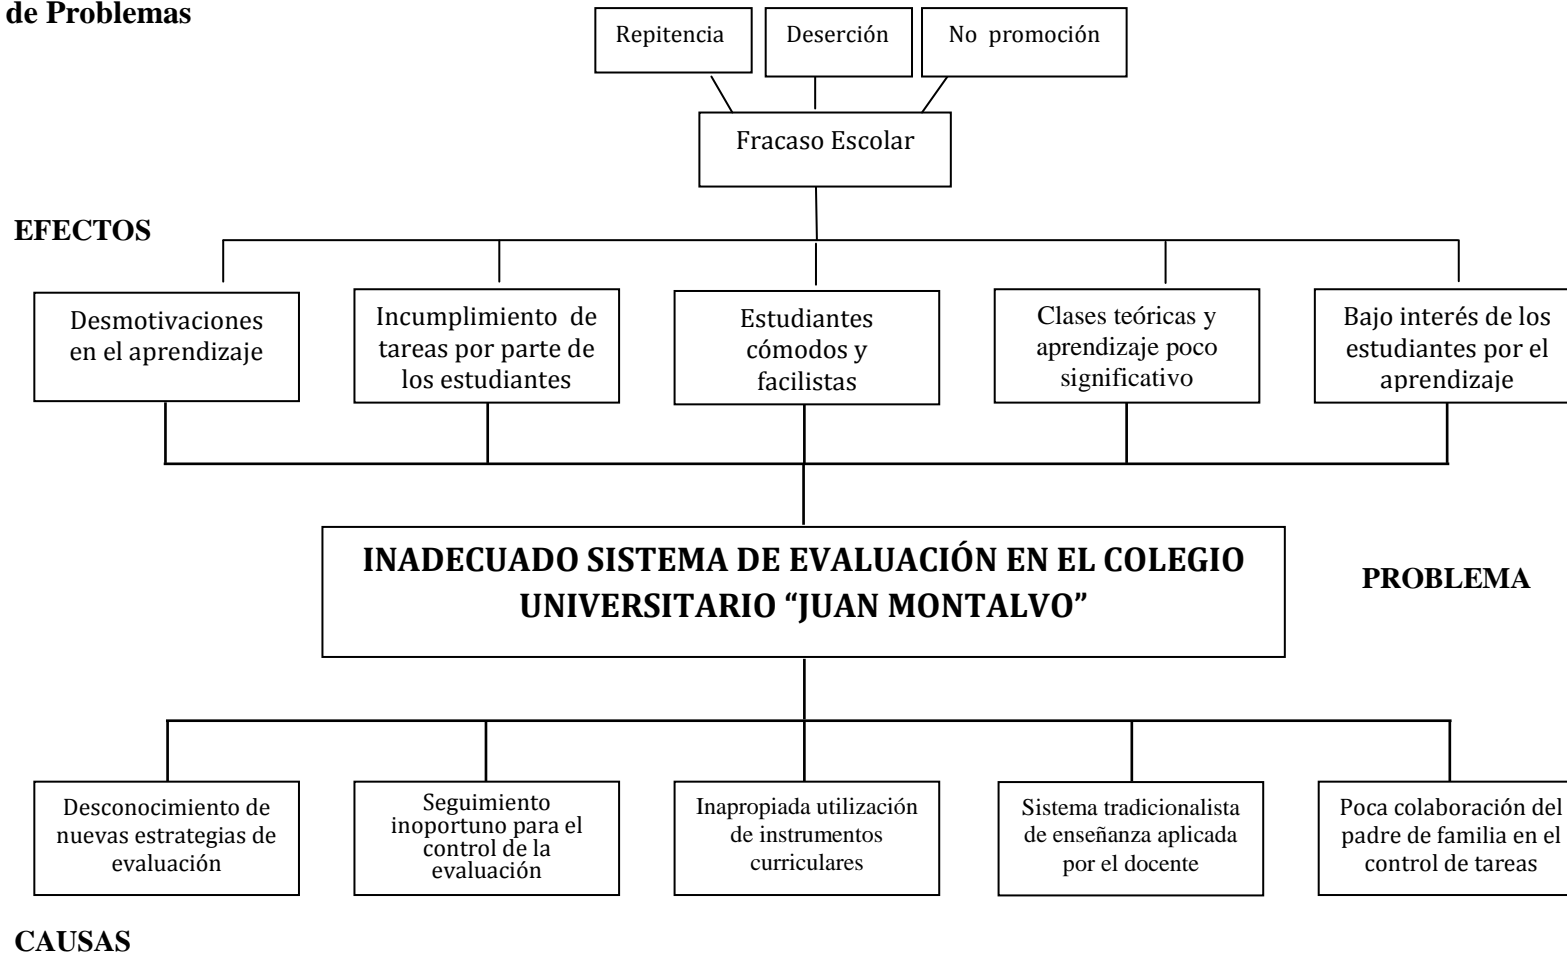 de Problemas
Repitencia
Deserción
No promoción
Fracaso Escolar
EFECTOS
Desmotivaciones
en el aprendizaje
Incumplimiento de
tareas por parte de
los estudiantes
Estudiantes
cómodos y
facilistas
Clases teóricas y
aprendizaje poco
significativo
Bajo interés de los
estudiantes por el
aprendizaje
INADECUADO SISTEMA DE EVALUACIÓN EN EL COLEGIO
UNIVERSITARIO “JUAN MONTALVO”
PROBLEMA
Desconocimiento de
nuevas estrategias de
evaluación
Seguimiento
inoportuno para el
control de la
evaluación
Inapropiada utilización
de instrumentos
curriculares
Sistema tradicionalista
de enseñanza aplicada
por el docente
Poca colaboración del
padre de familia en el
control de tareas
CAUSAS